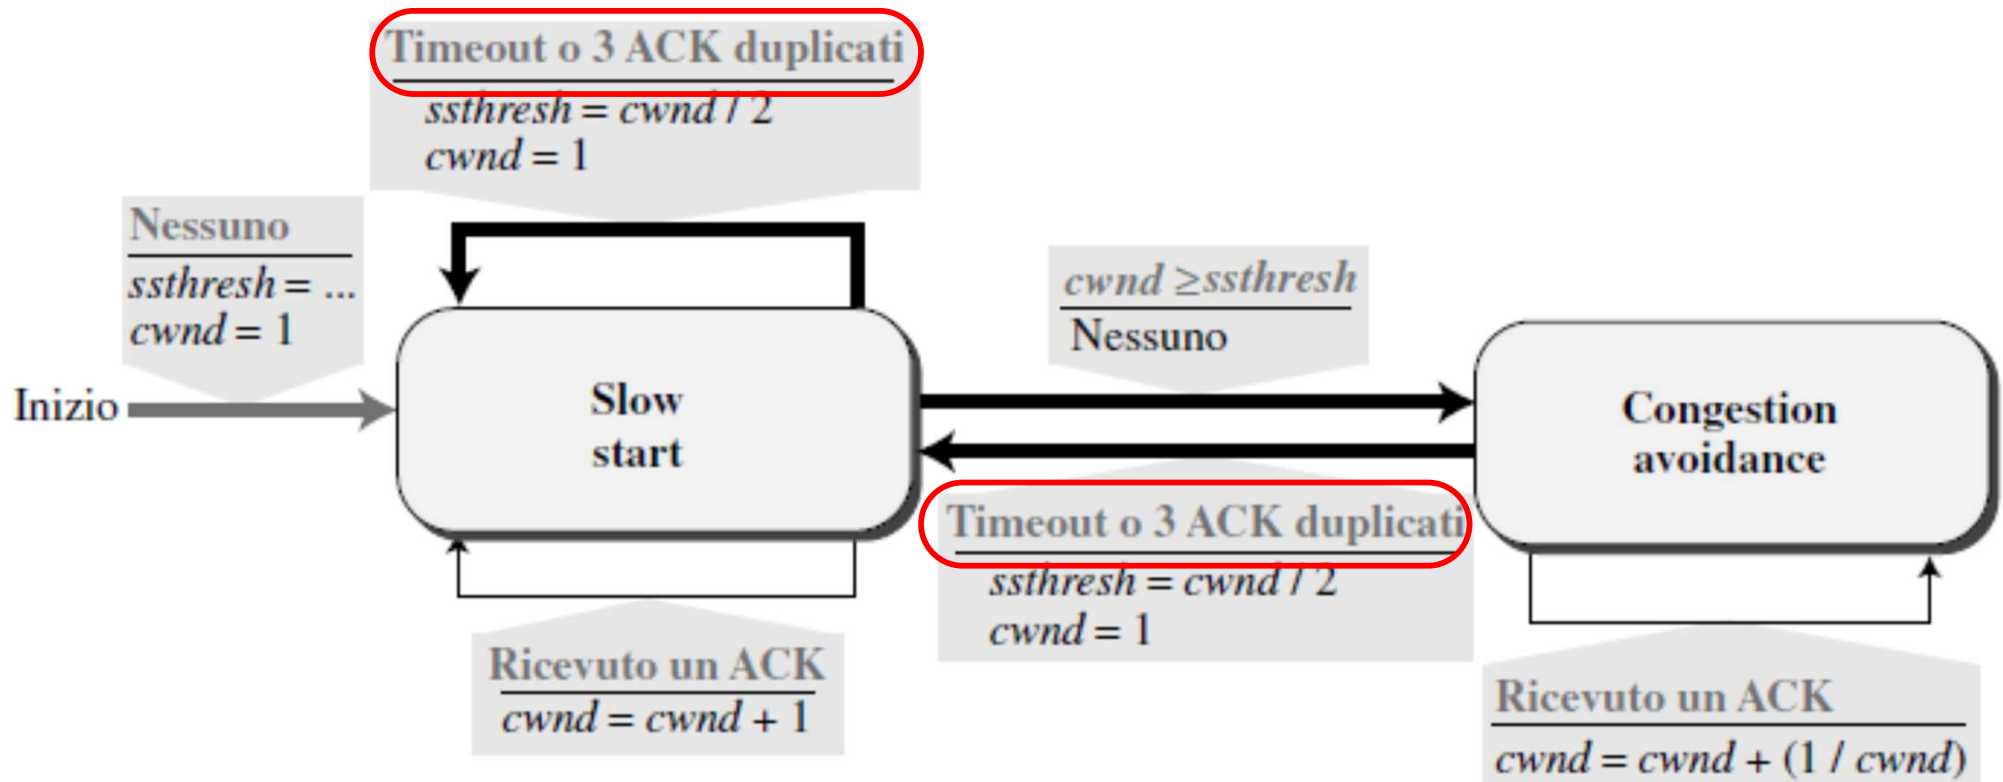 Timeout o 3 ACK duplicati
ssthresh = cwnd / 2
cwnd = 1
Nessuno
ssthresh = ...
cwnd = 1
Inizio
Slow
start
cwnd ≥ssthresh
Nessuno
Congestion
avoidance
Timeout o 3 ACK duplicati
ssthresh = cwnd / 2
cwnd = 1
Ricevuto un ACK
cwnd = cwnd + 1
Ricevuto un ACK
cwnd = cwnd + (1 / cwnd)